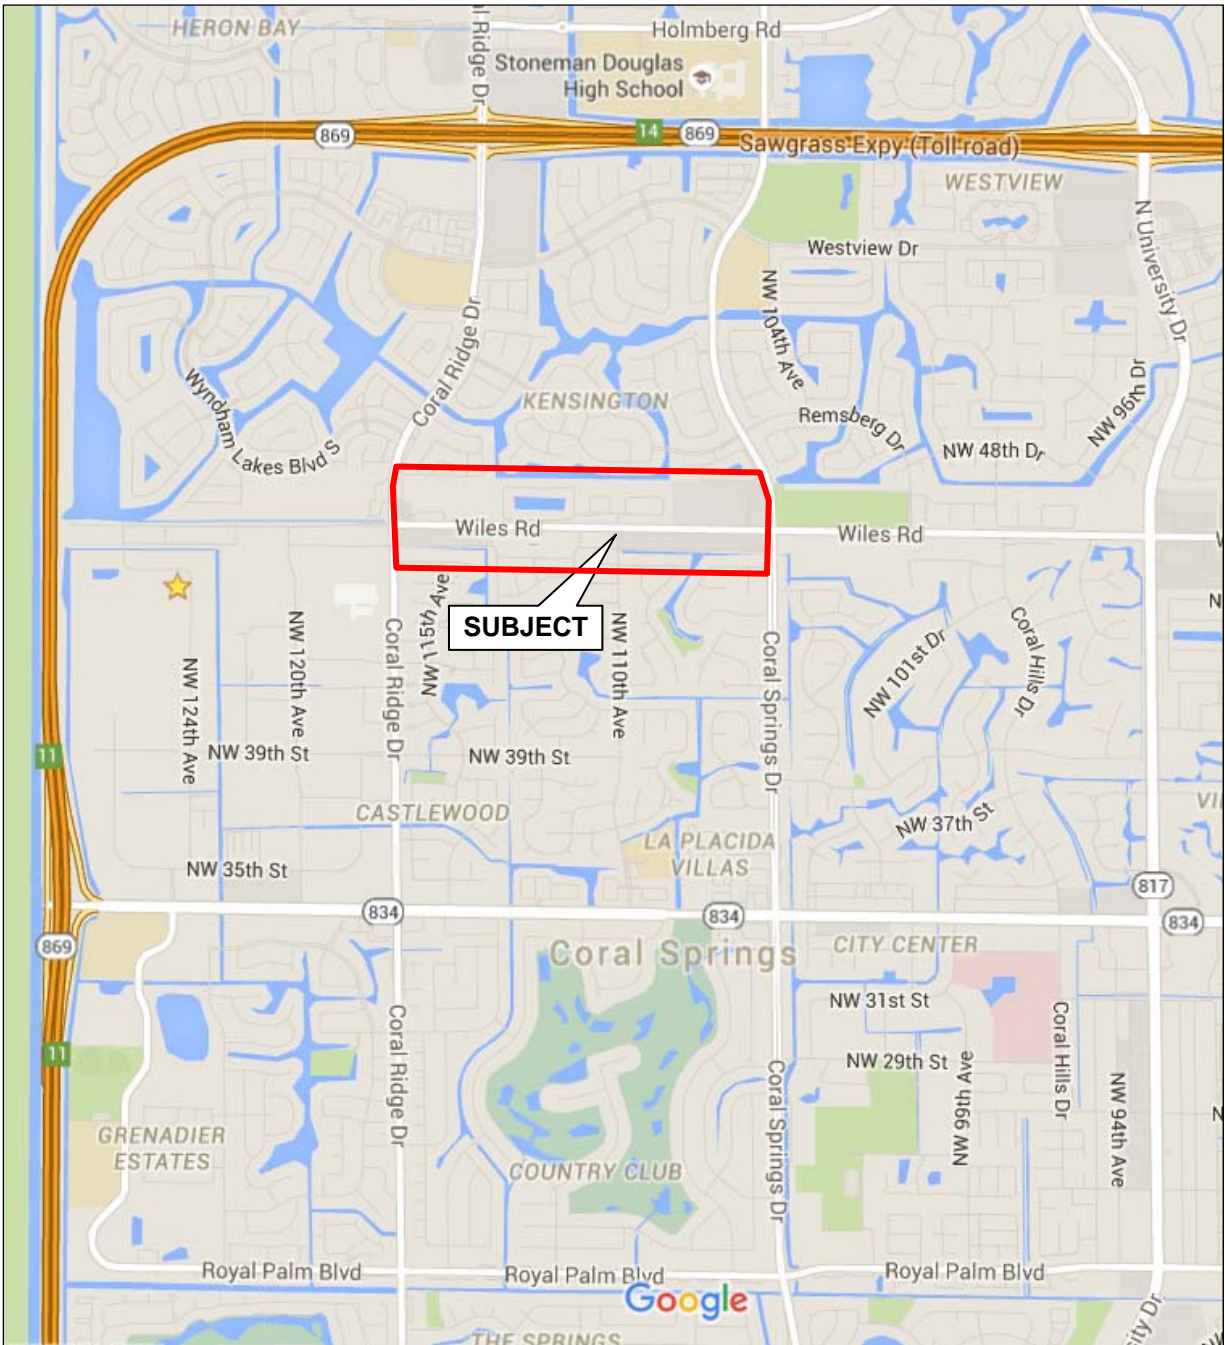 HERON BAY
Holmberg Rd
Ridge Dr
Stoneman Douglas
High School
869
14
869
Sawgrass Expy (Toll road)
WESTVIEW
N University Dr
Westview Dr
NW 104th Ave
Coral Ridge Dr
Wyndham Lakes Blvd S
KENSINGTON
Remsberg Dr
NW 96th Dr
NW 48th Dr
Wiles Rd
Wiles Rd
SUBJECT
NW 115th Ave
NW 110th Ave
NW 120th Ave
Coral Ridge Dr
Coral Springs Dr
NW 101st Dr
Coral Hills Dr
NW 124th Ave
11
NW 39th St
NW 39th St
CASTLEWOOD
NW 37th St
LA PLACIDA
VILLAS
NW 35th St
817
834
834
834
869
Coral Springs
CITY CENTER
NW 31st St
Coral Ridge Dr
Coral Hills Dr
11
NW 29th St
NW 99th Ave
NW 94th Ave
Coral Springs Dr
GRENADIER
ESTATES
COUNTRY CLUB
Royal Palm Blvd
Royal Palm Blvd
Royal Palm Blvd
Google
sity Dr
THE SPRINGS